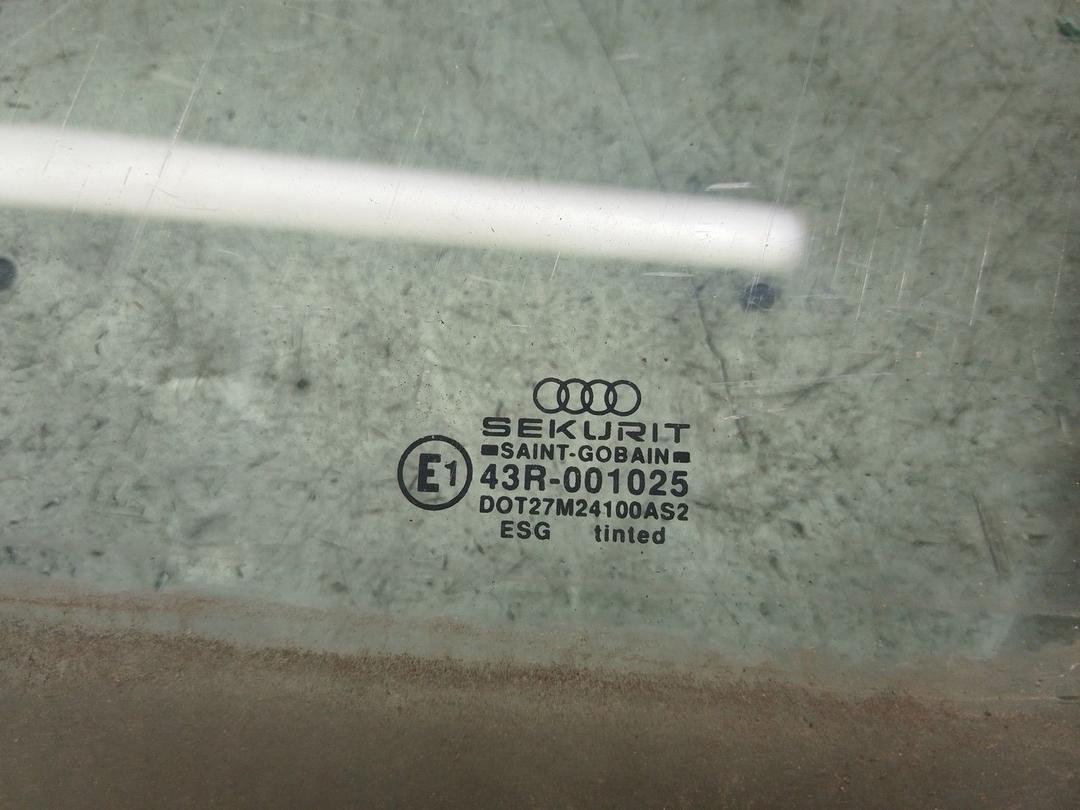 SEKURIT
SAINT-GOBAIN
E1 43R-001025
DOT27M24100AS2
ESG tinted